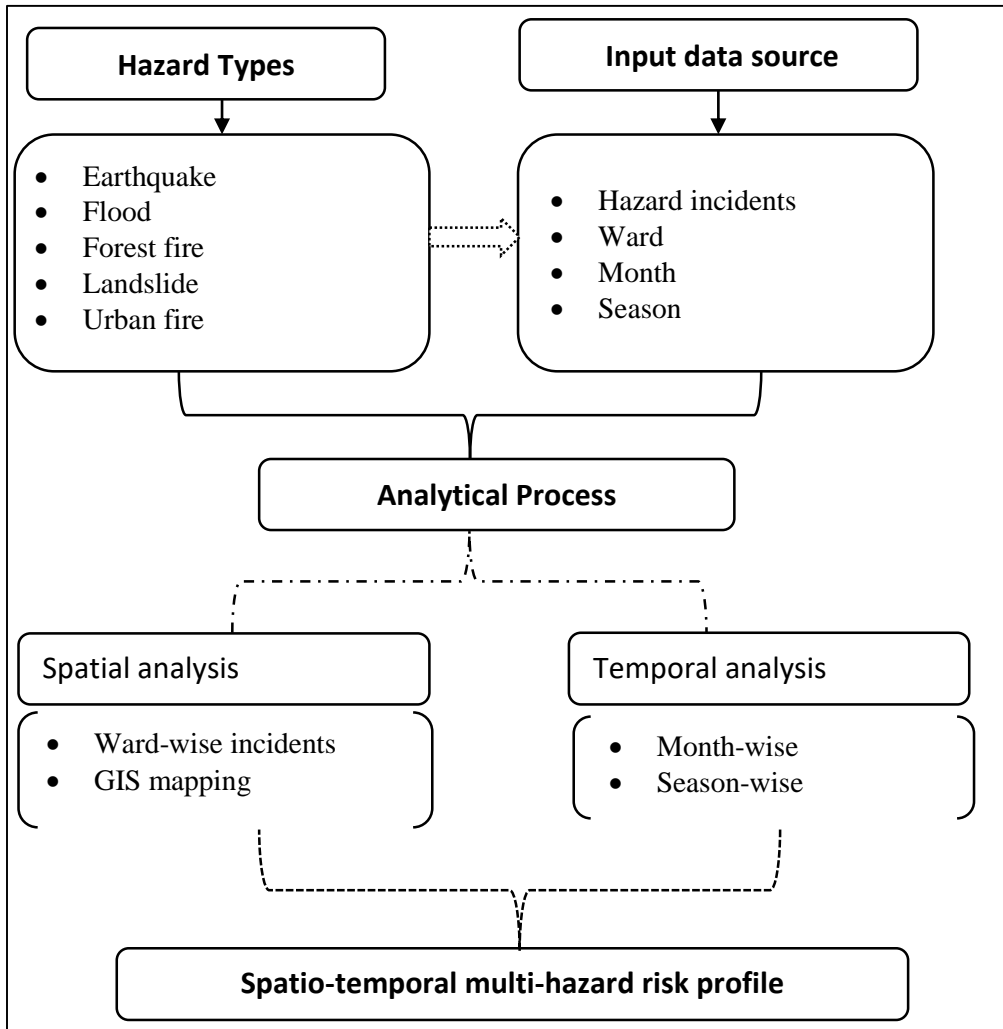 Hazard Types
Input data source
• Earthquake
• Flood
• Forest fire
• Landslide
• Urban fire
• Hazard incidents
• Ward
• Month
• Season
Analytical Process
Spatial analysis
Temporal analysis
• Ward-wise incidents
• GIS mapping
• Month-wise
• Season-wise
Spatio-temporal multi-hazard risk profile